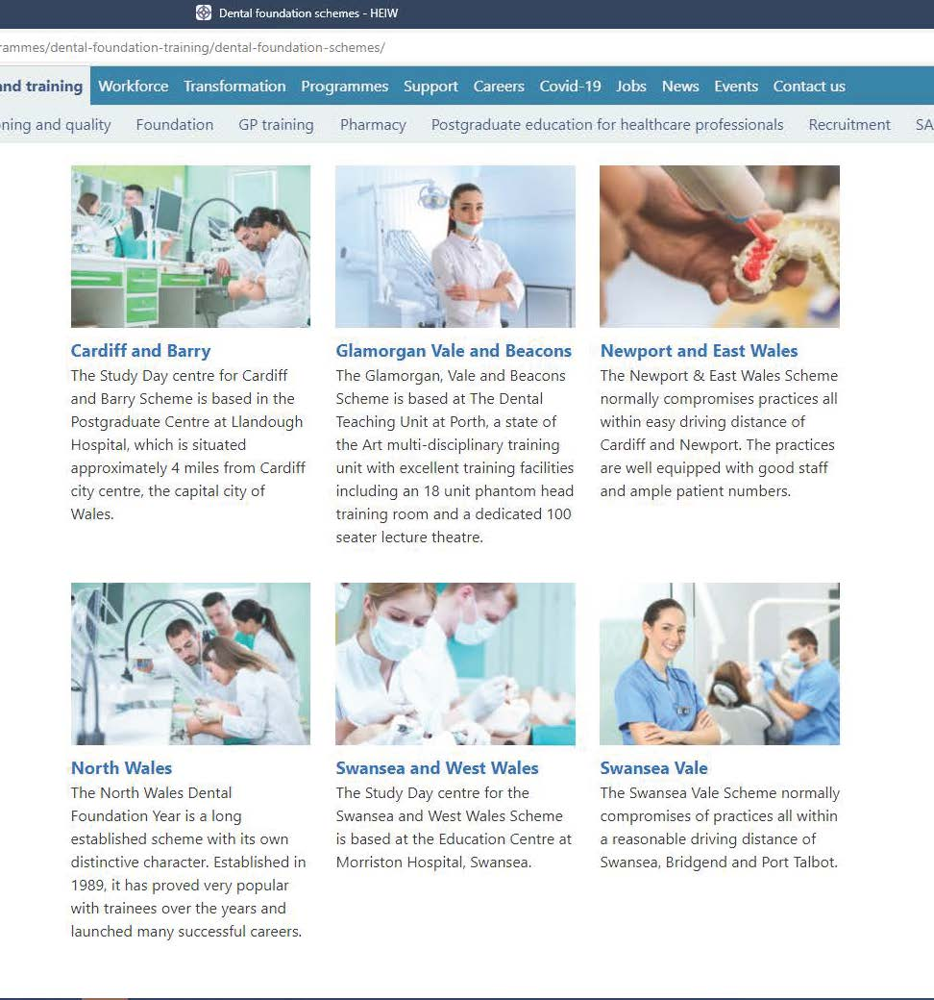 Dental foundation schemes - HEIW
rammes/dental-foundation-training/dental-foundation-schemes/
and training Workforce Transformation Programmes Support Careers Covid-19 Jobs News Events Contact us
ning and quality Foundation GP training Pharmacy Postgraduate education for healthcare professionals Recruitment SA
Cardiff and Barry
The Study Day centre for Cardiff
and Barry Scheme is based in the
Postgraduate Centre at Llandough
Hospital, which is situated
approximately 4 miles from Cardiff
city centre, the capital city of
Wales.
Glamorgan Vale and Beacons
The Glamorgan, Vale and Beacons
Scheme is based at The Dental
Teaching Unit at Porth, a state of
the Art multi-disciplinary training
unit with excellent training facilities
including an 18 unit phantom head
training room and a dedicated 100
seater lecture theatre.
Newport and East Wales
The Newport & East Wales Scheme
normally compromises practices all
within easy driving distance of
Cardiff and Newport. The practices
are well equipped with good staff
and ample patient numbers.
North Wales
The North Wales Dental
Foundation Year is a long
established scheme with its own
distinctive character. Established in
1989, it has proved very popular
with trainees over the years and
launched many successful careers.
Swansea and West Wales
The Study Day centre for the
Swansea and West Wales Scheme
is based at the Education Centre at
Morriston Hospital, Swansea.
Swansea Vale
The Swansea Vale Scheme normally
compromises of practices all within
a reasonable driving distance of
Swansea, Bridgend and Port Talbot.